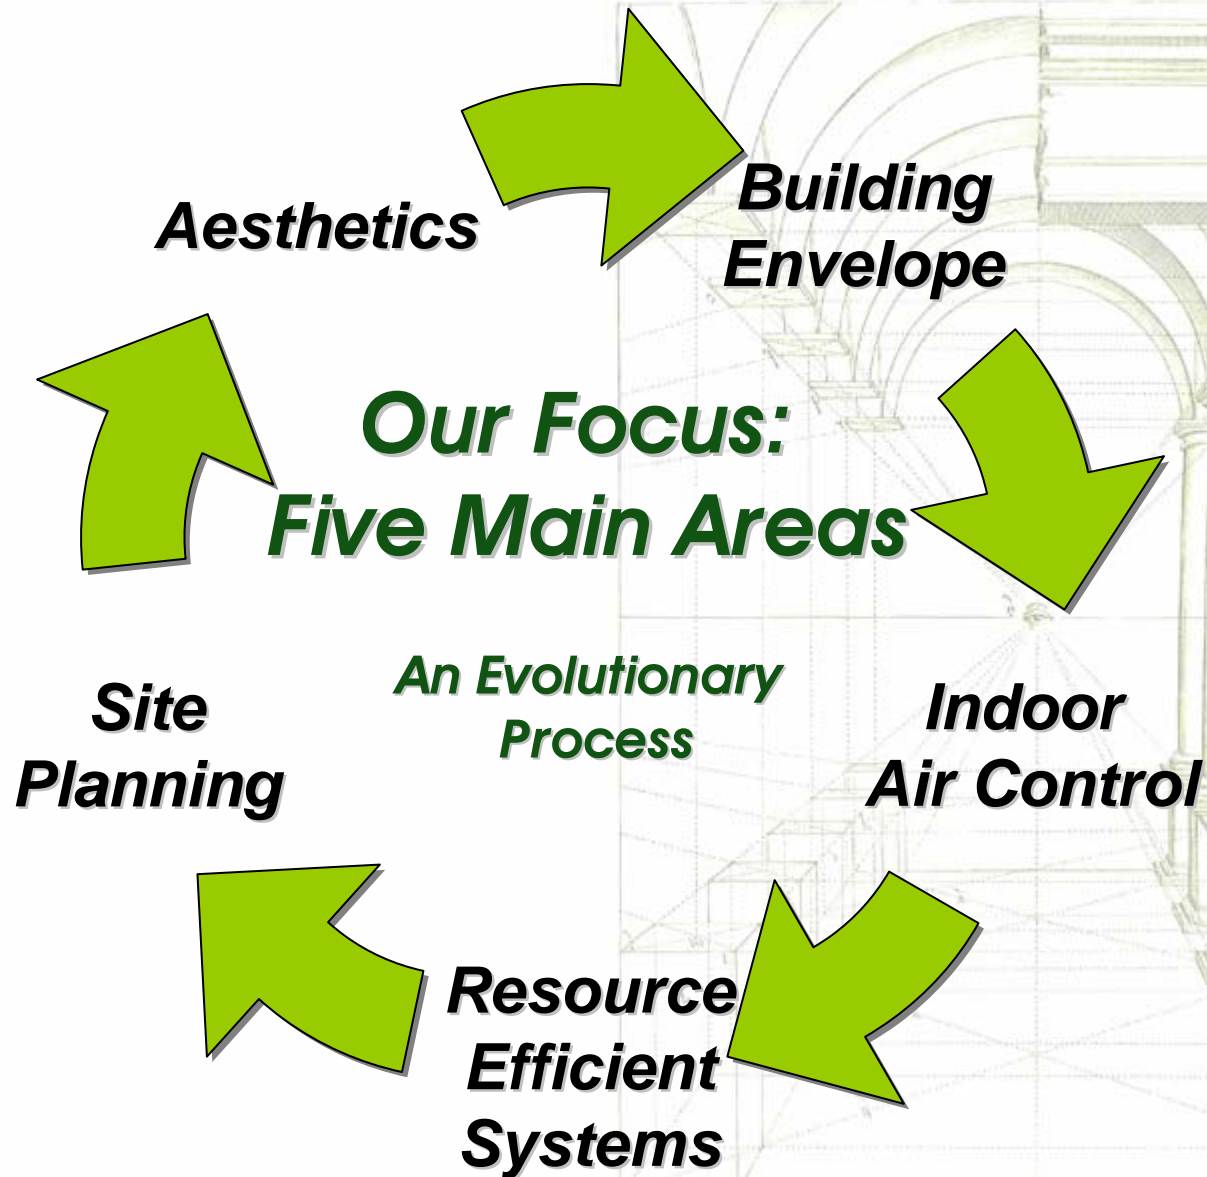 Aesthetics
Building
Envelope
Our Focus:
Five Main Areas
An Evolutionary
Process
Site
Planning
Indoor
Air Control
Resource
Efficient
Systems